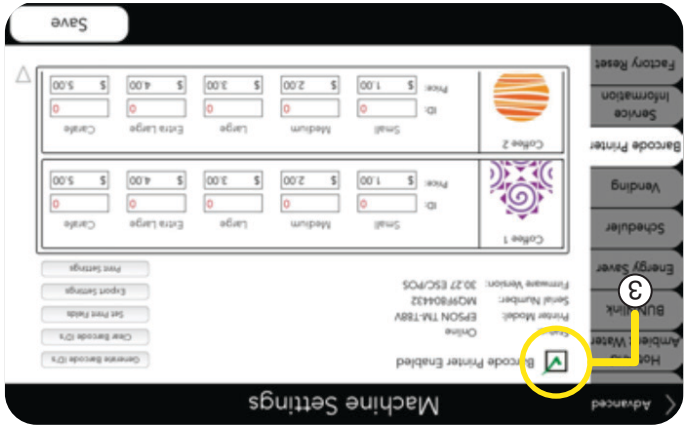 Advanced
Machine Settings
Barcode Printer Enabled
Online
Printer Model: EPSON TM-T88V
Serial Number: MQ9F804432
Firmware Version: 30.27 ESC/POS
Generate Barcode ID's
Clear Barcode ID's
Set Print Fields
Export Settings
Print Settings
Ambient Water
Energy Saver
Scheduler
Vending
Barcode Printer
Service
Information
Factory Reset
3
Coffee 1
Small Medium Large Extra Large Carafe
ID: 0 0 0 0 0
Price: $ 1.00 $ 2.00 $ 3.00 $ 4.00 $ 5.00
Coffee 2
Small Medium Large Extra Large Carafe
ID: 0 0 0 0 0
Price: $ 1.00 $ 2.00 $ 3.00 $ 4.00 $ 5.00
Save